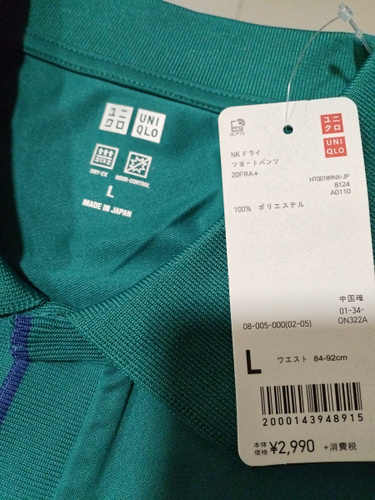 ユニ
クロ
UNI
QLO
DRY-EX
ODOR-CONTROL
L
MADE IN JAPAN
ユニ
クロ
UNI
QLO
NKドライ
ショートパンツ
20FRA+
HT00189NX-JP
8124
A0110
100% ポリエステル
中国確
01-34-
ON322A
08-005-000(02-05)
L ウエスト 84-92cm
2000143948915
本体
価格 ¥2,990 +消費税